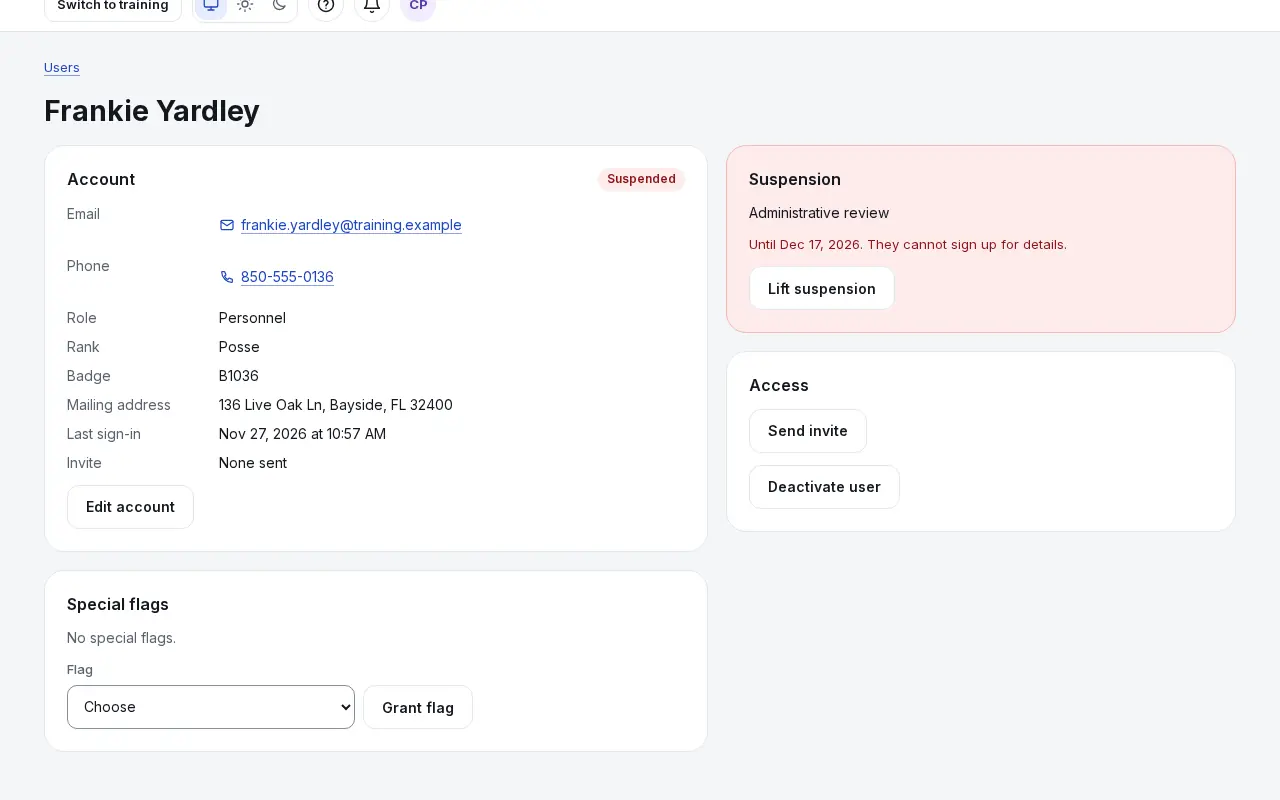 Switch to training
CP
Users
Frankie Yardley
Account
Suspended
Email
frankie.yardley@training.example
Phone
850-555-0136
Role
Personnel
Rank
Posse
Badge
B1036
Mailing address
136 Live Oak Ln, Bayside, FL 32400
Last sign-in
Nov 27, 2026 at 10:57 AM
Invite
None sent
Edit account
Special flags
No special flags.
Flag
Choose
Grant flag
Suspension
Administrative review
Until Dec 17, 2026. They cannot sign up for details.
Lift suspension
Access
Send invite
Deactivate user